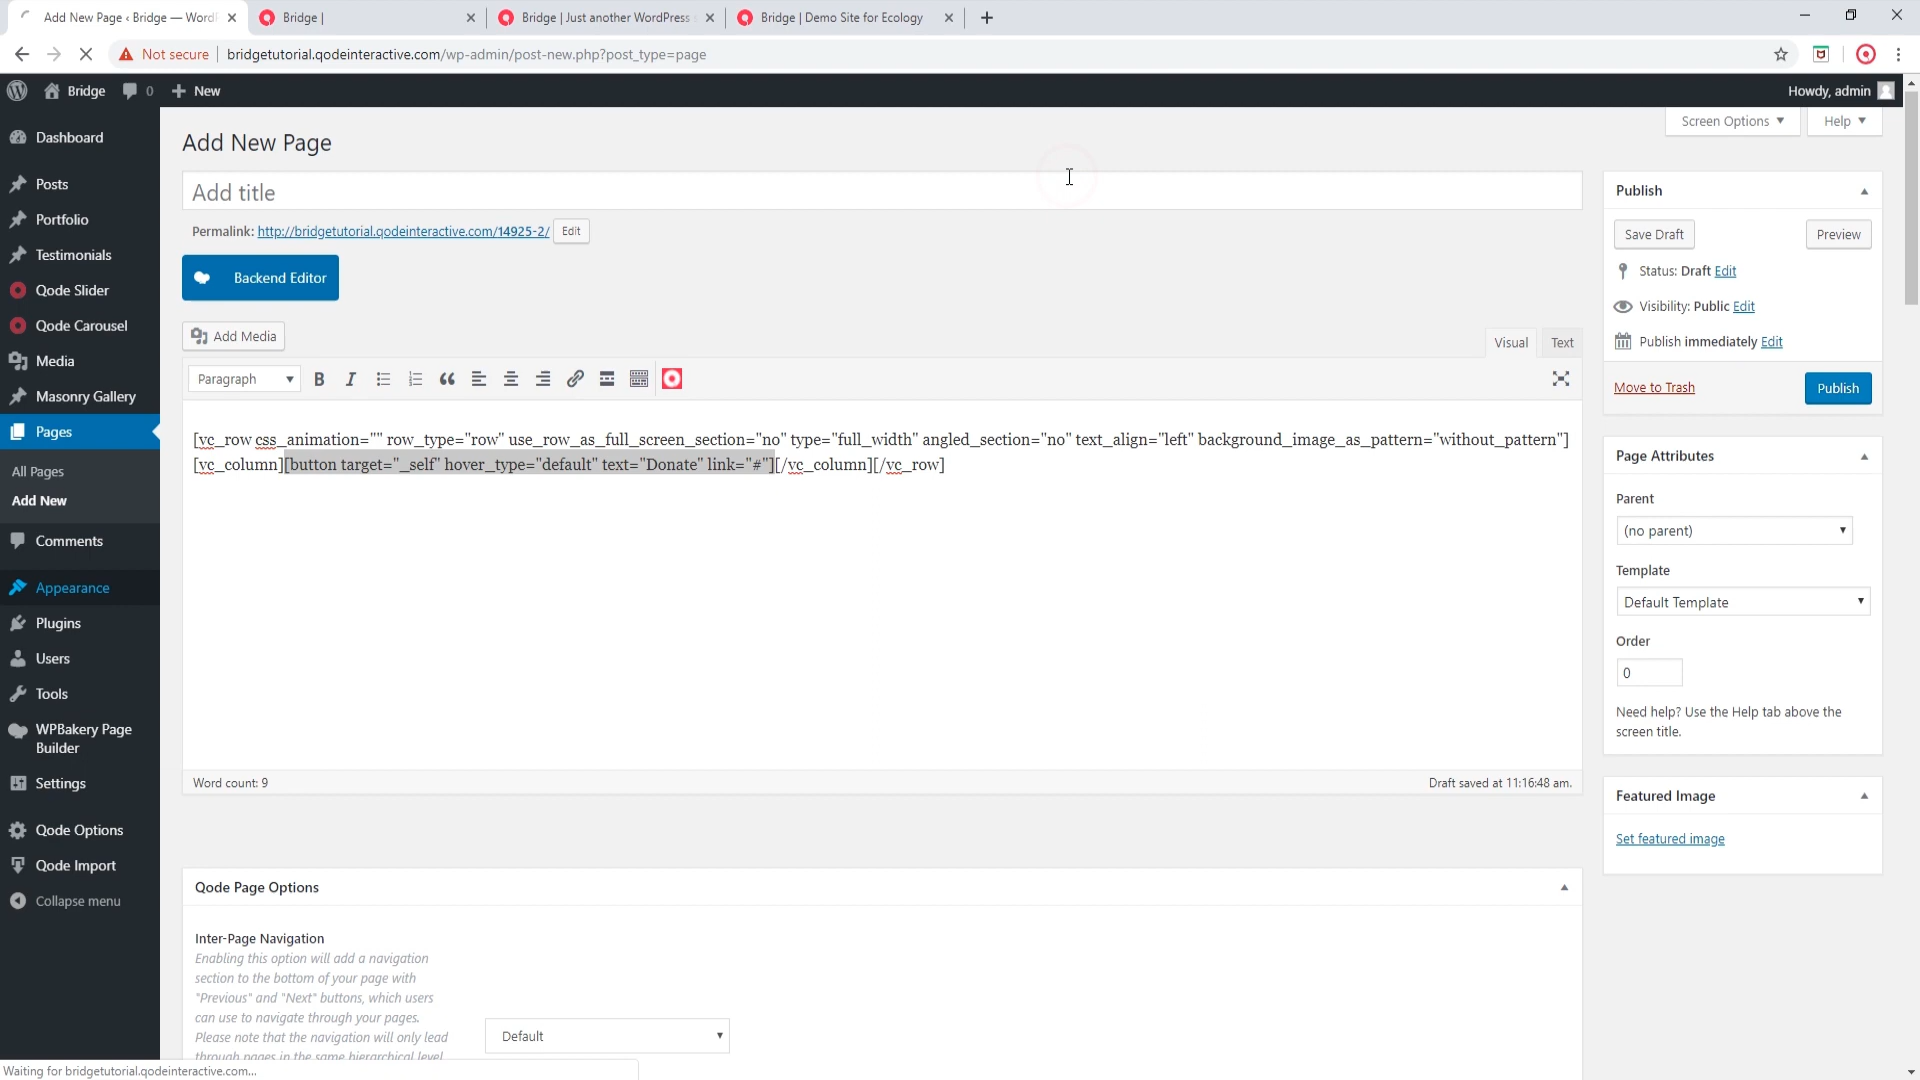 Add New Page ‹ Bridge — Word
Bridge |
Bridge | Just another WordPress
Bridge | Demo Site for Ecology
Not secure
bridgetutorial.qodeinteractive.com/wp-admin/post-new.php?post_type=page
Bridge
0
New
Howdy, admin
Dashboard
Posts
Portfolio
Testimonials
Qode Slider
Qode Carousel
Media
Masonry Gallery
Pages
All Pages
Add New
Comments
Appearance
Plugins
Users
Tools
WPBakery Page
Builder
Settings
Qode Options
Qode Import
Collapse menu
Screen Options
Help
Add New Page
Add title
Permalink: http://bridgetutorial.qodeinteractive.com/14925-2/
Edit
Backend Editor
Add Media
Visual
Text
Paragraph
[vc_row css_animation="" row_type="row" use_row_as_full_screen_section="no" type="full_width" angled_section="no" text_align="left" background_image_as_pattern="without_pattern"]
[vc_column][button target="_self" hover_type="default" text="Donate" link="#"][/vc_column][/vc_row]
Word count: 9
Draft saved at 11:16:48 am.
Qode Page Options
Inter-Page Navigation
Enabling this option will add a navigation
section to the bottom of your page with
"Previous" and "Next" buttons, which users
can use to navigate through your pages.
Please note that the navigation will only lead
through pages in the same hierarchical level
Default
Publish
Save Draft
Preview
Status: Draft Edit
Visibility: Public Edit
Publish immediately Edit
Move to Trash
Publish
Page Attributes
Parent
(no parent)
Template
Default Template
Order
0
Need help? Use the Help tab above the
screen title.
Featured Image
Set featured image
Waiting for bridgetutorial.qodeinteractive.com...